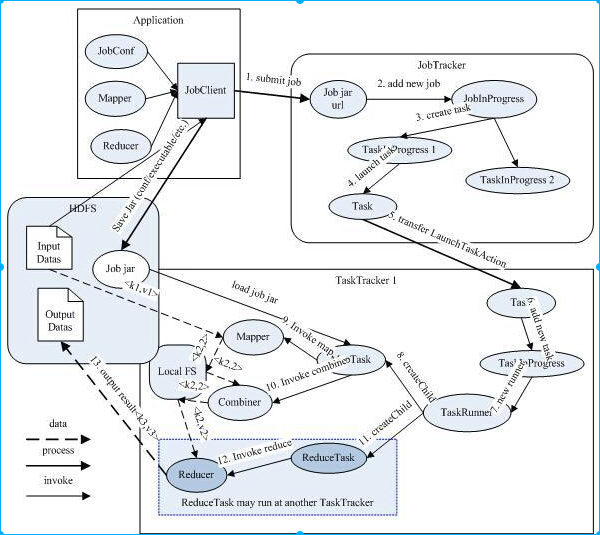 Application
JobConf
Mapper
Reducer
JobClient
1. submit job
JobTracker
Job jar
url
2. add new job
JobInProgress
3. create task
TaskInProgress 1
TaskInProgress 2
4. launch task
Task
5. transfer LaunchTaskAction
Save Jar (conf/executable/etc.)
HDFS
Input
Datas
Job jar
Output
Datas
<k1,v1>
load job jar
TaskTracker 1
Task
6. add new task
TaskInProgress
7. new runner
TaskRunner
8. createChild
9. Invoke map
Task
10. Invoke combine
Mapper
<k2,2>
<k2,2>
Local FS
<k2,2>
Combiner
<k2,v2>
11. createChild
12. Invoke reduce
ReduceTask
Reducer
ReduceTask may run at another TaskTracker
13. output result<k3,v3>
data
process
invoke